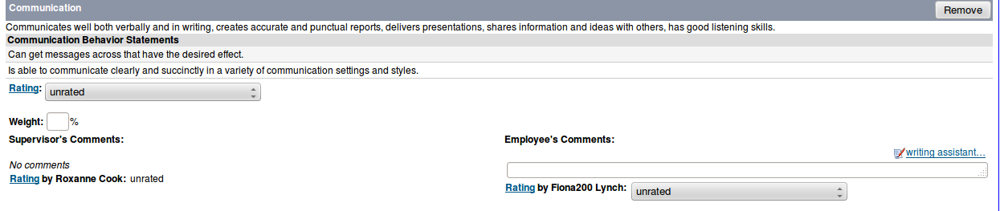 Communication
Remove
Communicates well both verbally and in writing, creates accurate and punctual reports, delivers presentations, shares information and ideas with others, has good listening skills.
Communication Behavior Statements
Can get messages across that have the desired effect.
Is able to communicate clearly and succinctly in a variety of communication settings and styles.
Rating: unrated
Weight: %
Supervisor's Comments:
No comments
Rating by Roxanne Cook: unrated
Employee's Comments:
writing assistant...
Rating by Fiona200 Lynch: unrated